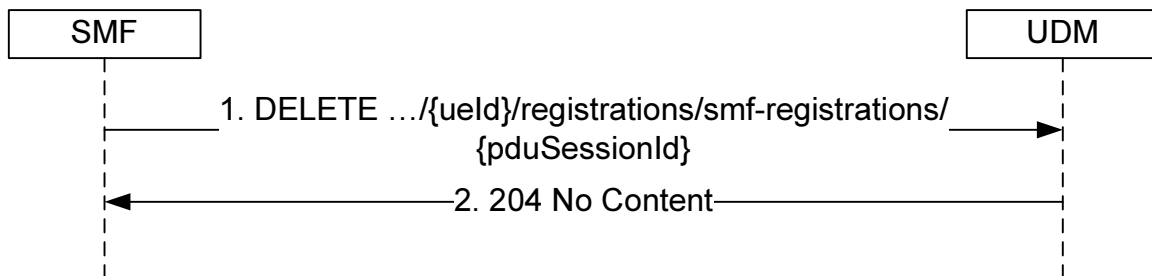 SMF
UDM
1. DELETE …/{ueId}/registrations/smf-registrations/
{pduSessionId}
2. 204 No Content